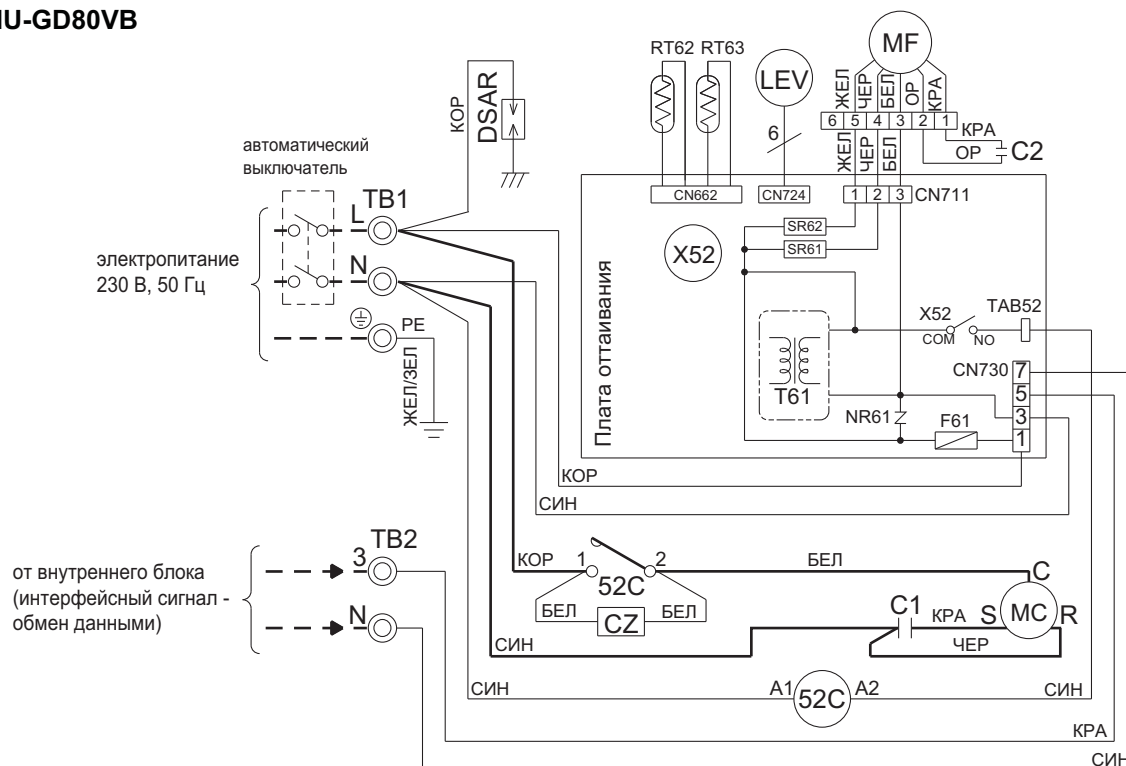 IU-GD80VB
MF
RT62 RT63
LEV
ЖЕЛ
ЧЕР
БЕЛ
ОР
КРА
КОР
DSAR
6 5 4 3 2 1
КРА
ОР
C2
6
ЖЕЛ
ЧЕР
БЕЛ
автоматический
выключатель
CN662
CN724
1 2 3
CN711
L
TB1
SR62
SR61
X52
N
электропитание
230 В, 50 Гц
PE
ЖЕЛ/ЗЕЛ
Плата оттаивания
X52
TAB52
COM
NO
T61
CN730
7
5
3
1
NR61
F61
КОР
СИН
TB2
3
N
от внутреннего блока
(интерфейсный сигнал -
обмен данными)
КОР
1
2
52C
БЕЛ
БЕЛ
CZ
БЕЛ
C
C1
КРА
S
MC
R
ЧЕР
СИН
СИН
A1
52C
A2
СИН
КРА
СИН